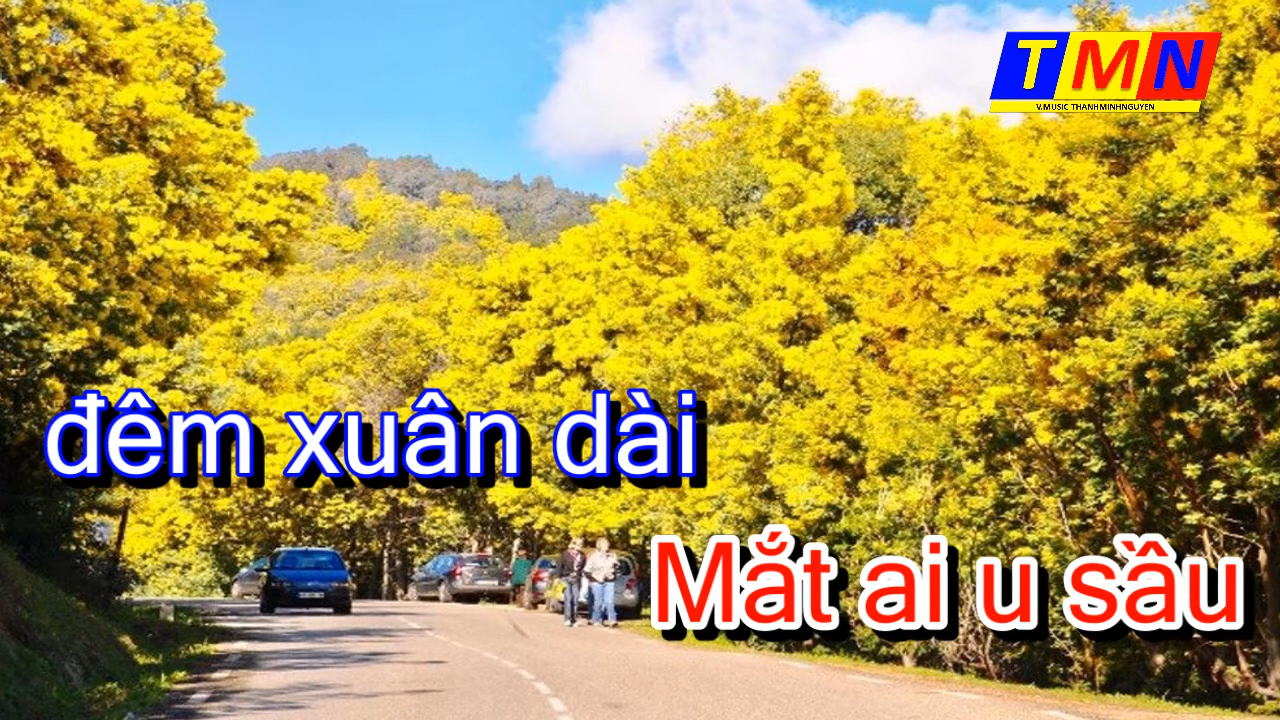 TMN
V.MUSIC THANHMINHNGUYEN
đêm xuân dài
Mắt ai u sầu